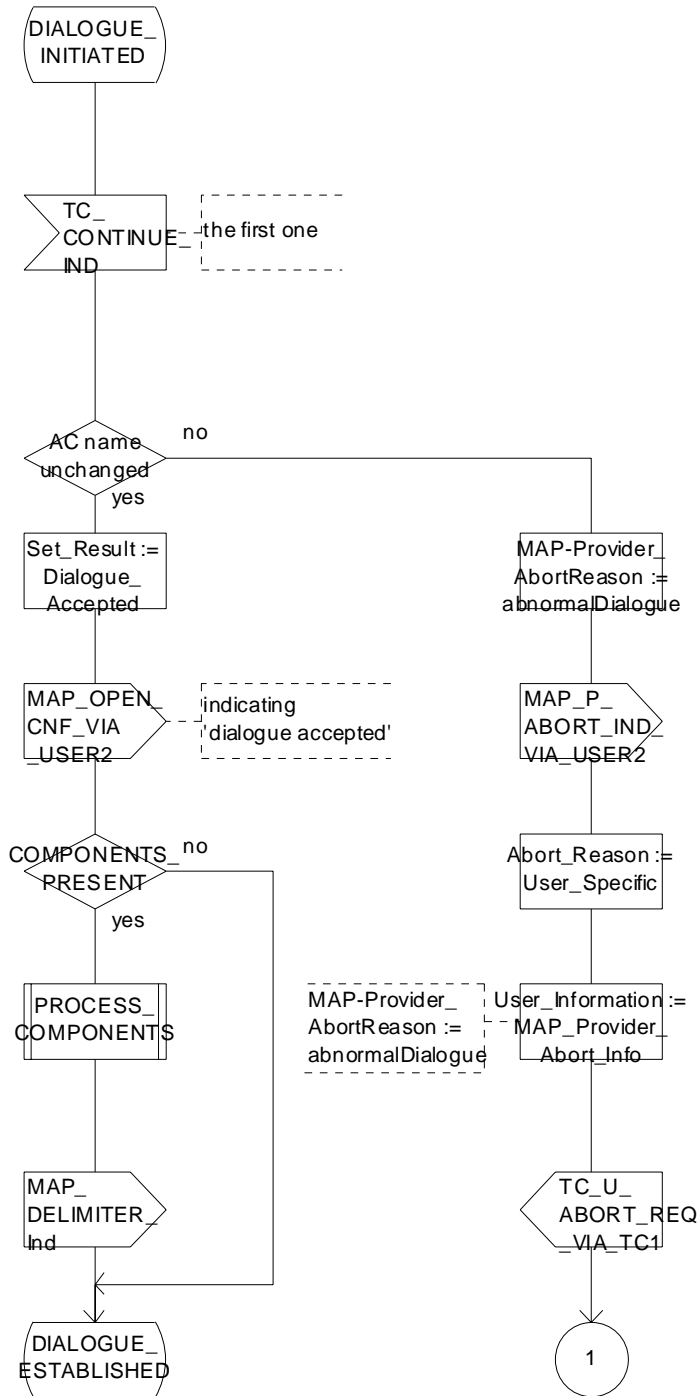 DIALOGUE_
INITIATED
TC_
CONTINUE_
IND
the first one
AC name
unchanged
no
yes
Set_Result :=
Dialogue_
Accepted
MAP-Provider_
AbortReason :=
abnormalDialogue
MAP_OPEN_
CNF_VIA
_USER2
indicating
'dialogue accepted'
MAP_P_
ABORT_IND_
VIA_USER2
COMPONENTS_
PRESENT
no
yes
Abort_Reason :=
User_Specific
PROCESS_
COMPONENTS
MAP-Provider_
AbortReason :=
abnormalDialogue
User_Information :=
MAP_Provider_
Abort_Info
MAP_
DELIMITER_
Ind
TC_U_
ABORT_REQ
_VIA_TC1
DIALOGUE_
ESTABLISHED
1